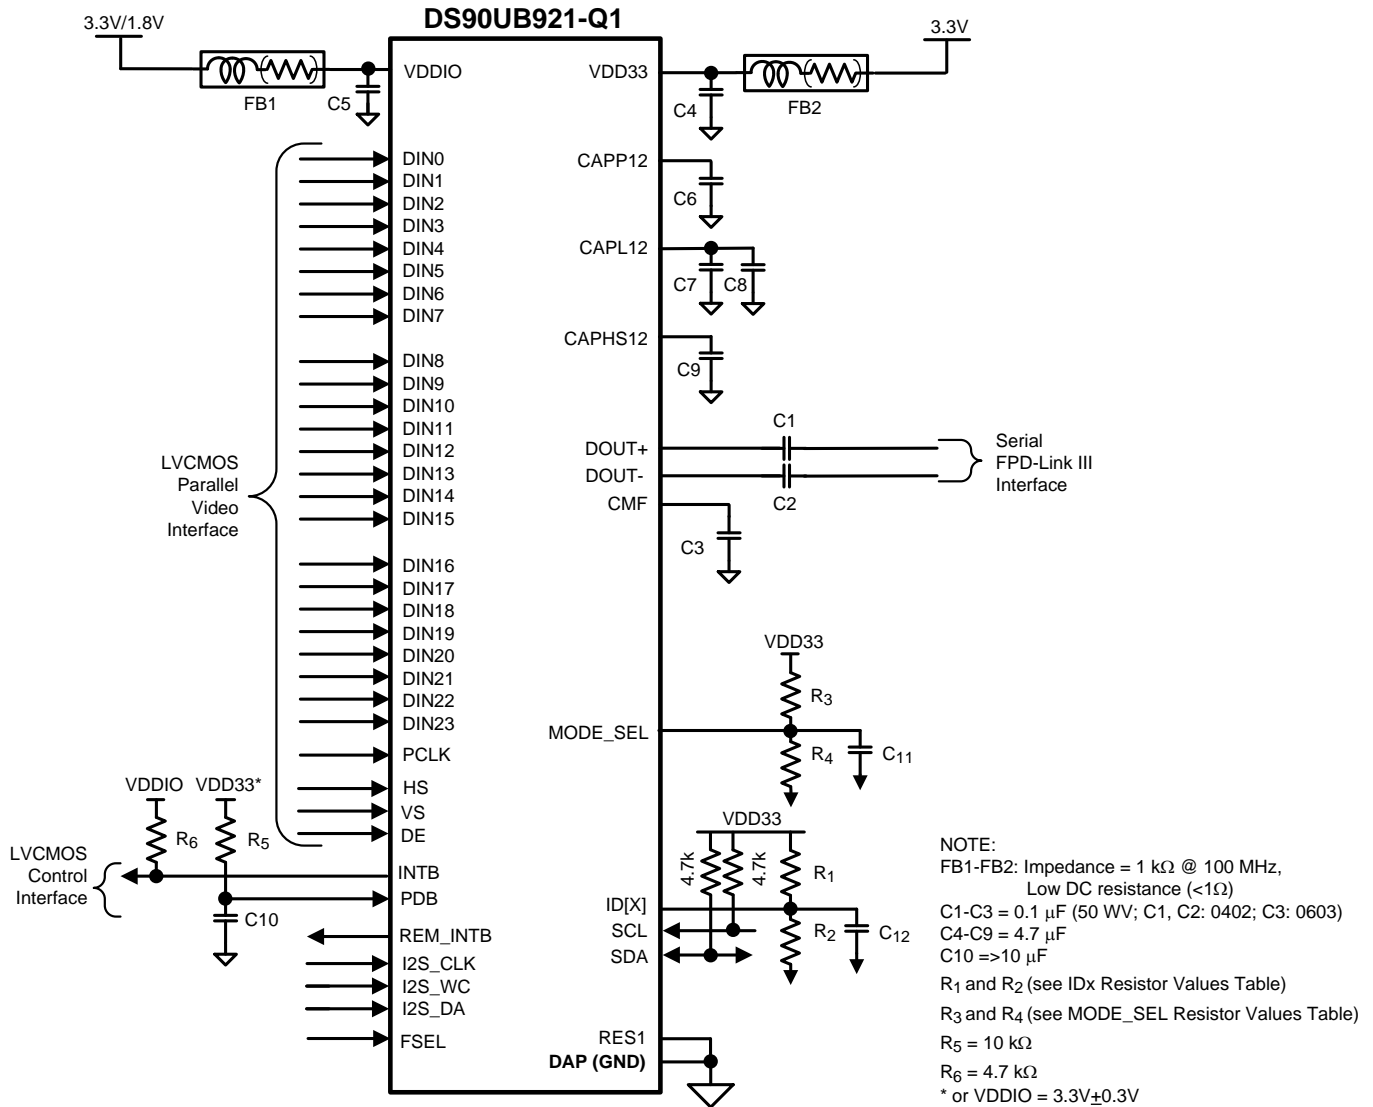 DS90UB921-Q1
3.3V/1.8V
3.3V
VDDIO
VDD33
FB1
C5
C4
FB2
DIN0
DIN1
DIN2
DIN3
DIN4
DIN5
DIN6
DIN7
DIN8
DIN9
DIN10
DIN11
DIN12
DIN13
DIN14
DIN15
DIN16
DIN17
DIN18
DIN19
DIN20
DIN21
DIN22
DIN23
PCLK
HS
VS
DE
INTB
PDB
REM_INTB
I2S_CLK
I2S_WC
I2S_DA
FSEL
LVCMOS
Parallel
Video
Interface
VDDIO
VDD33*
R6
R5
LVCMOS
Control
Interface
C10
CAPP12
C6
CAPL12
C7
C8
CAPHS12
C9
C1
DOUT+
DOUT-
C2
CMF
C3
Serial
FPD-Link III
Interface
VDD33
R3
MODE_SEL
R4
C11
VDD33
4.7k
4.7k
R1
ID[X]
SCL
SDA
R2
C12
RES1
DAP (GND)
NOTE:
FB1-FB2: Impedance = 1 kΩ @ 100 MHz,
Low DC resistance (<1Ω)
C1-C3 = 0.1 µF (50 WV; C1, C2: 0402; C3: 0603)
C4-C9 = 4.7 µF
C10 =>10 µF
R1 and R2 (see IDx Resistor Values Table)
R3 and R4 (see MODE_SEL Resistor Values Table)
R5 = 10 kΩ
R6 = 4.7 kΩ
* or VDDIO = 3.3V±0.3V